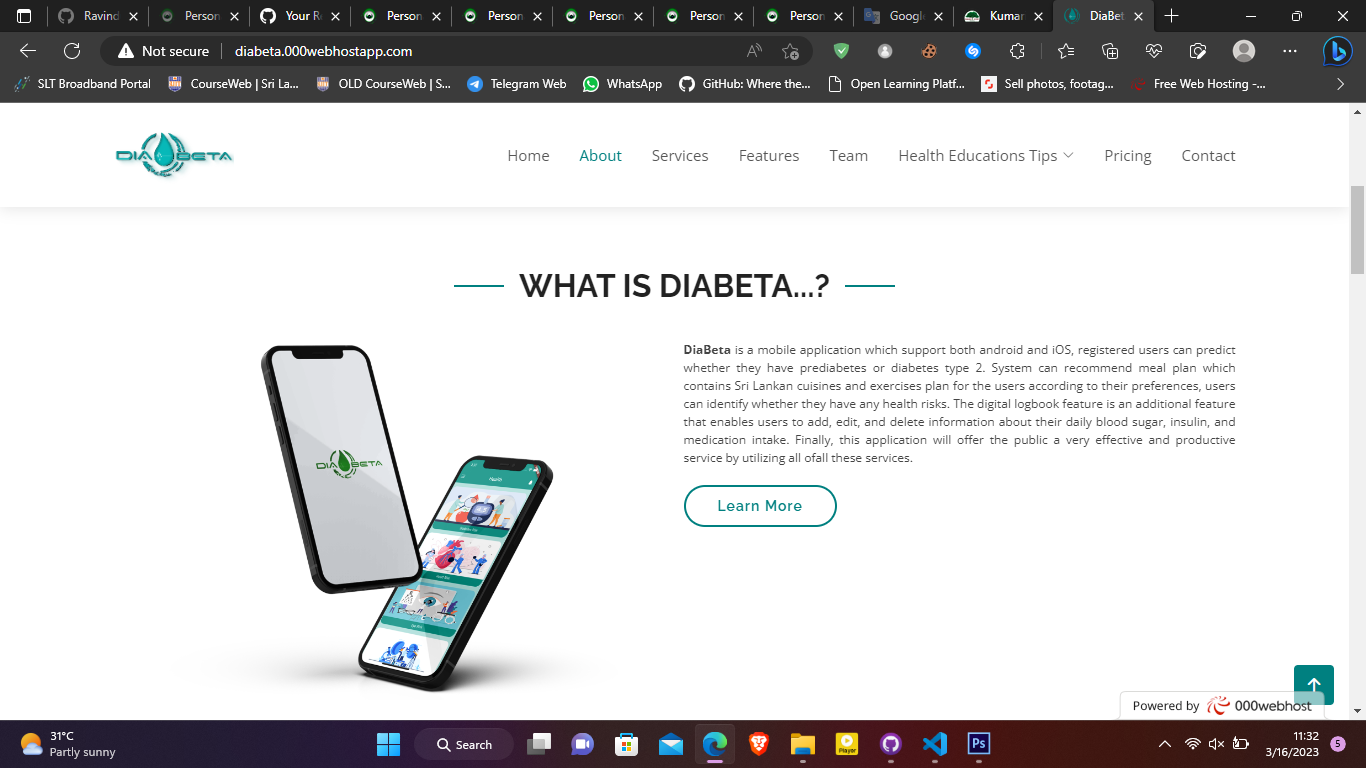 Ravind
Person
Your Re
Person
Person
Person
Person
Person
Google
Kumar
DiaBet
Not secure
diabeta.000webhostapp.com
SLT Broadband Portal
CourseWeb | Sri La...
OLD CourseWeb | S...
Telegram Web
WhatsApp
GitHub: Where the...
Open Learning Platf...
Sell photos, footag...
Free Web Hosting -...
DIA BETA
Home
About
Services
Features
Team
Health Educations Tips
Pricing
Contact
WHAT IS DIABETA...?
DiaBeta is a mobile application which support both android and iOS, registered users can predict
whether they have prediabetes or diabetes type 2. System can recommend meal plan which
contains Sri Lankan cuisines and exercises plan for the users according to their preferences, users
can identify whether they have any health risks. The digital logbook feature is an additional feature
that enables users to add, edit, and delete information about their daily blood sugar, insulin, and
medication intake. Finally, this application will offer the public a very effective and productive
service by utilizing all ofall these services.
Learn More
DIA BETA
Powered by 000webhost
31°C
Partly sunny
Search
Player
Ps
11:32
3/16/2023
5